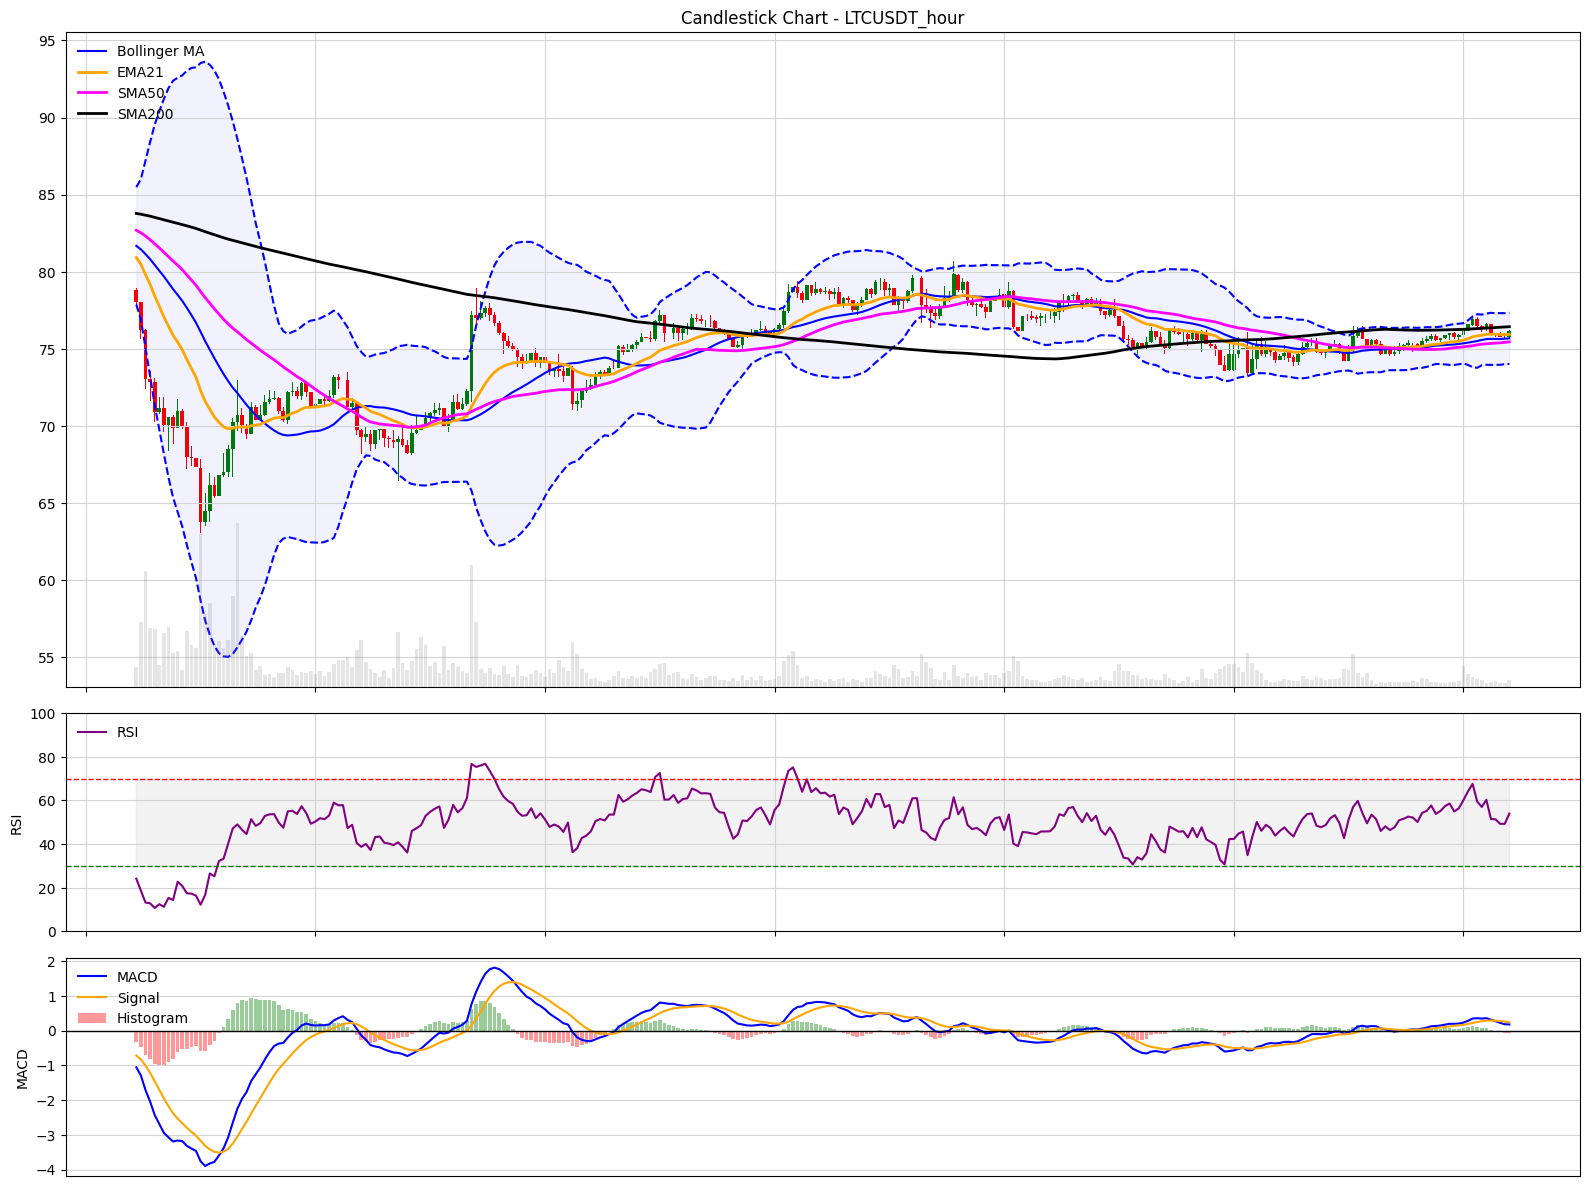 Candlestick Chart - LTCUSDT_hour
95
90
85
80
75
70
65
60
55
Bollinger MA
EMA21
SMA50
SMA200
100
80
60
40
20
0
RSI
RSI
2
1
0
−1
−2
−3
−4
MACD
MACD
Signal
Histogram